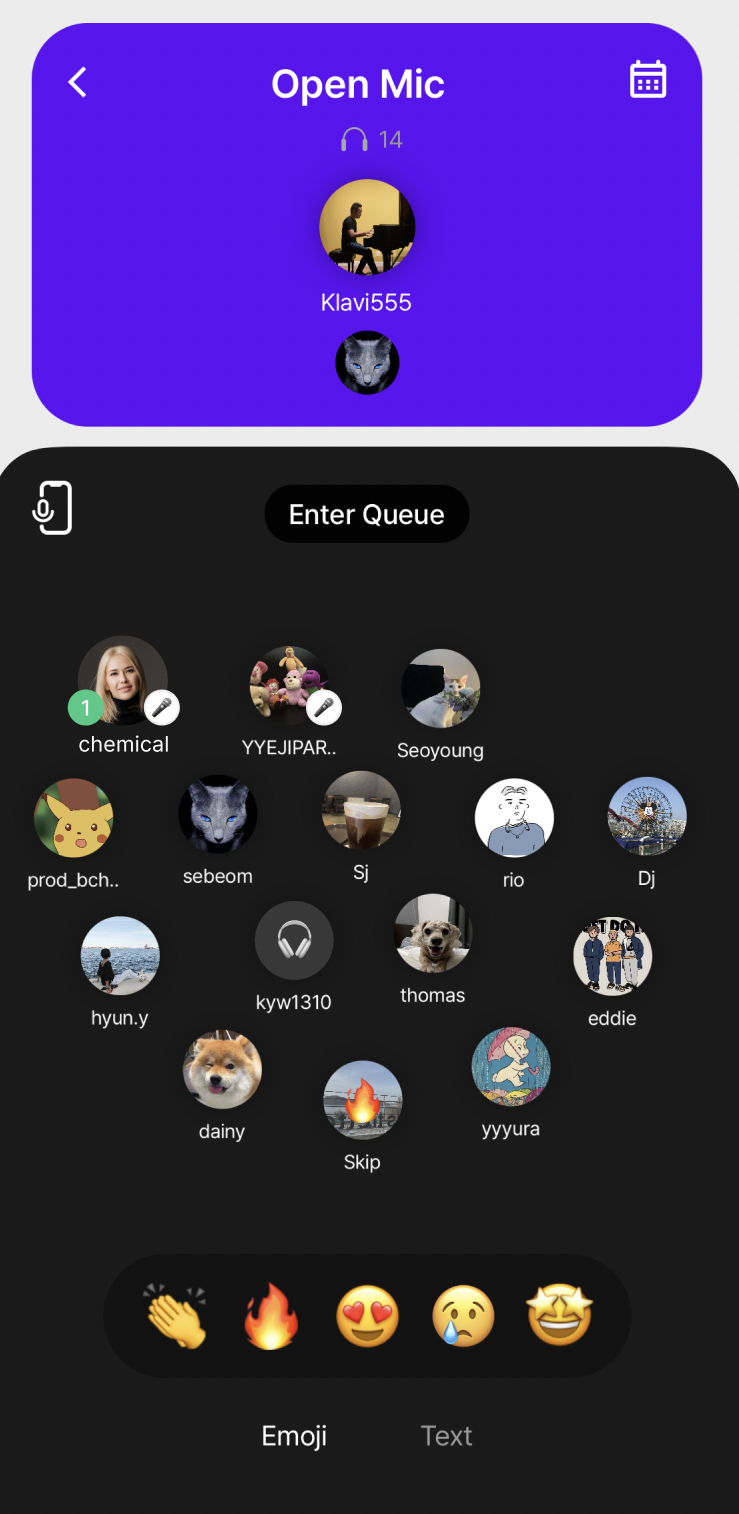 Open Mic
14
Klavi555
Enter Queue
1
chemical
YYEJIPAR..
Seoyoung
prod_bch..
sebeom
Sj
rio
Dj
hyun.y
kyw1310
thomas
eddie
dainy
Skip
yyyura
Emoji
Text